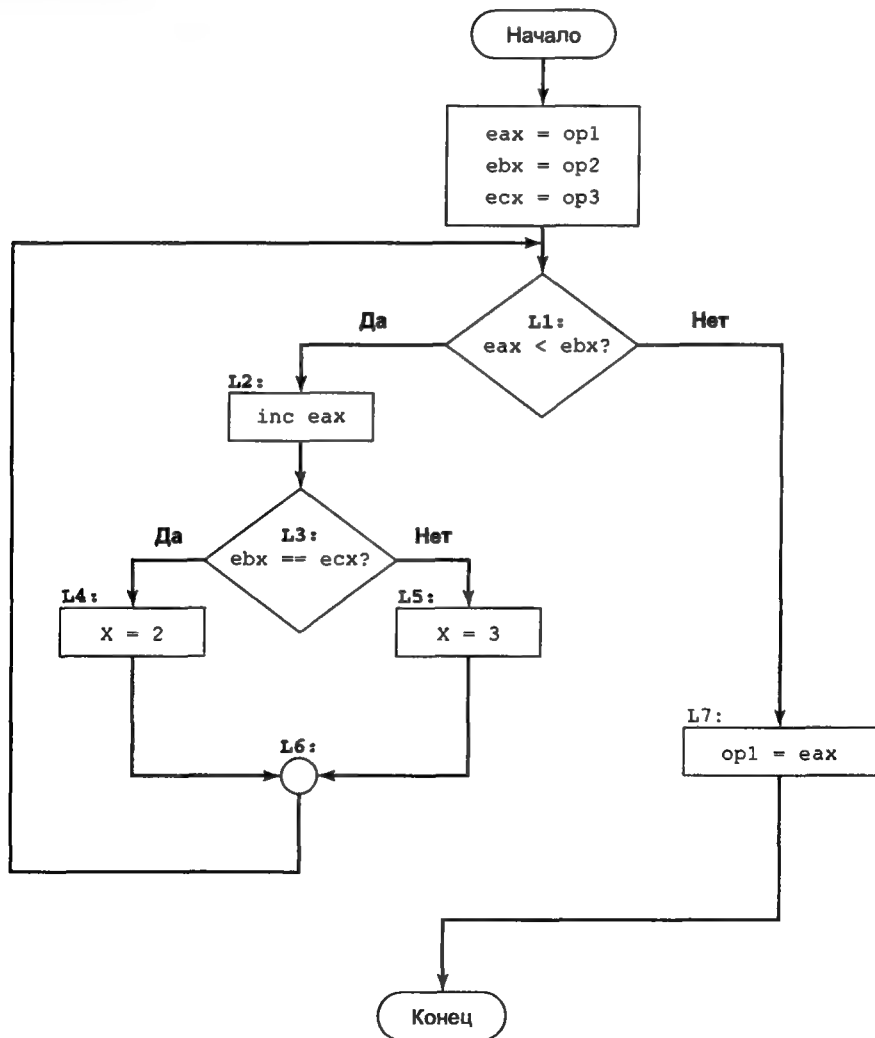 Начало
eax = op1
ebx = op2
ecx = op3
Да
L1:
eax < ebx?
Нет
L2:
inc eax
Да
L3:
ebx == ecx?
Нет
L4:
X = 2
L5:
X = 3
L6:
L7:
op1 = eax
Конец